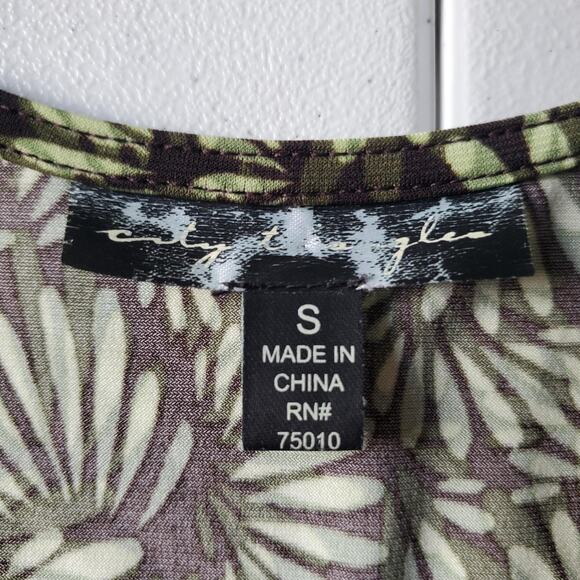 city triangles
S
MADE IN
CHINA
RN#
75010